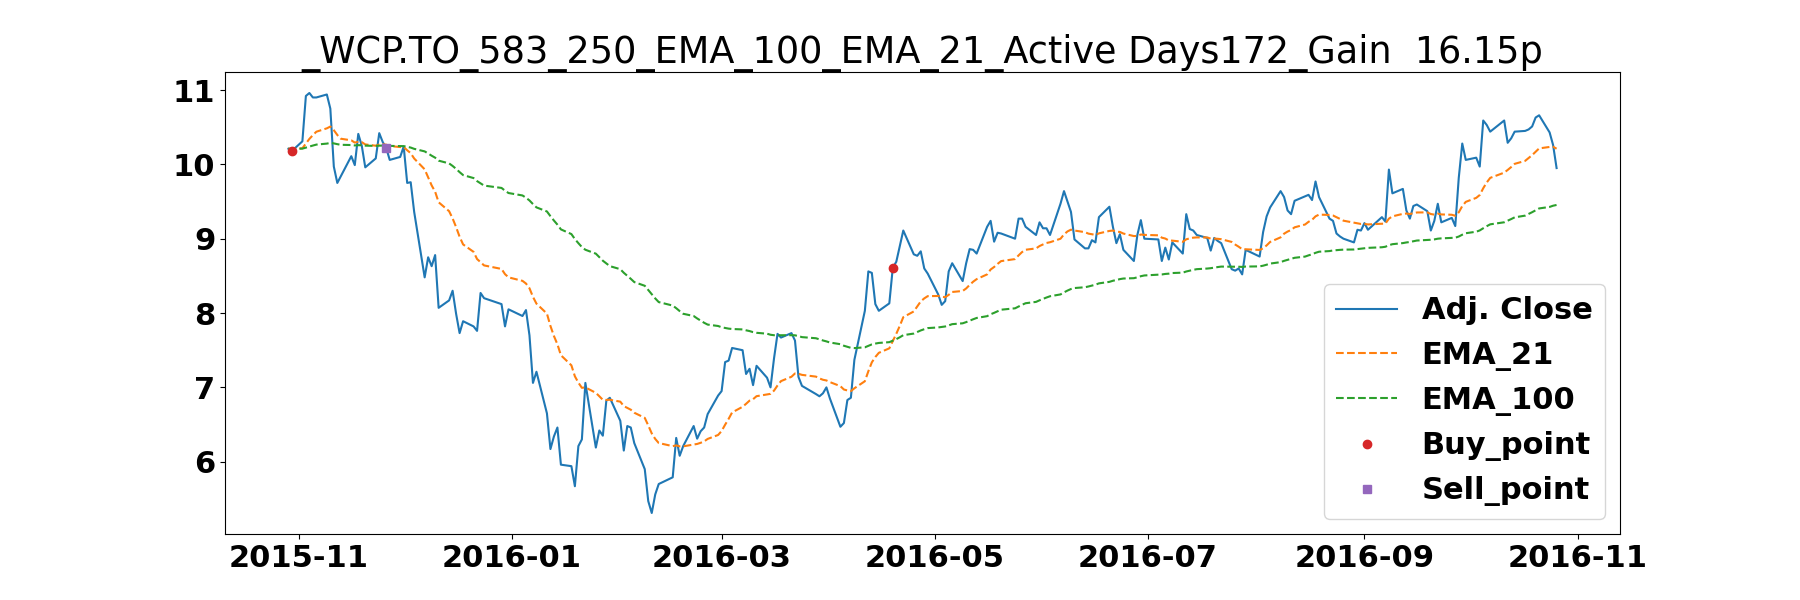 _WCP.TO_583_250_EMA_100_EMA_21_Active Days172_Gain  16.15p
11
10
9
8
7
6
Adj. Close
EMA_21
EMA_100
Buy_point
Sell_point
2015-11 2016-01 2016-03 2016-05 2016-07 2016-09 2016-11